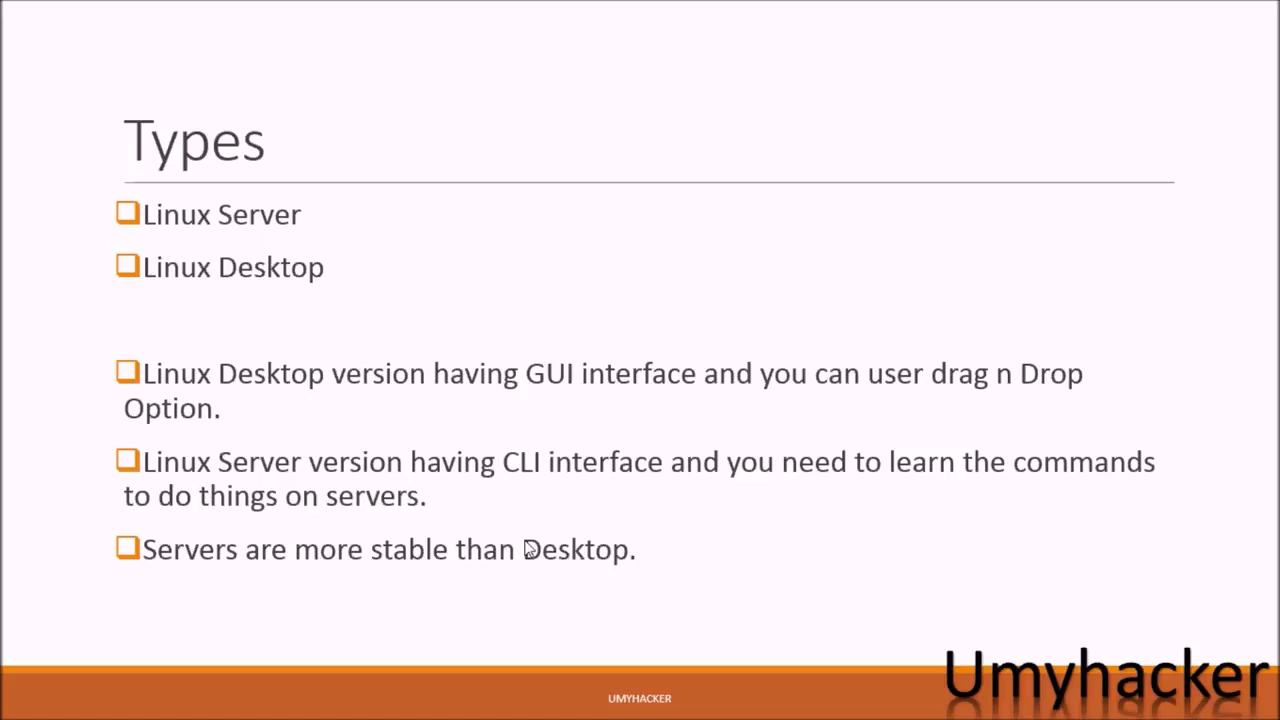 Types
Linux Server
Linux Desktop
Linux Desktop version having GUI interface and you can user drag n Drop
Option.
Linux Server version having CLI interface and you need to learn the commands
to do things on servers.
Servers are more stable than Desktop.
Umyhacker
UMYHACKER